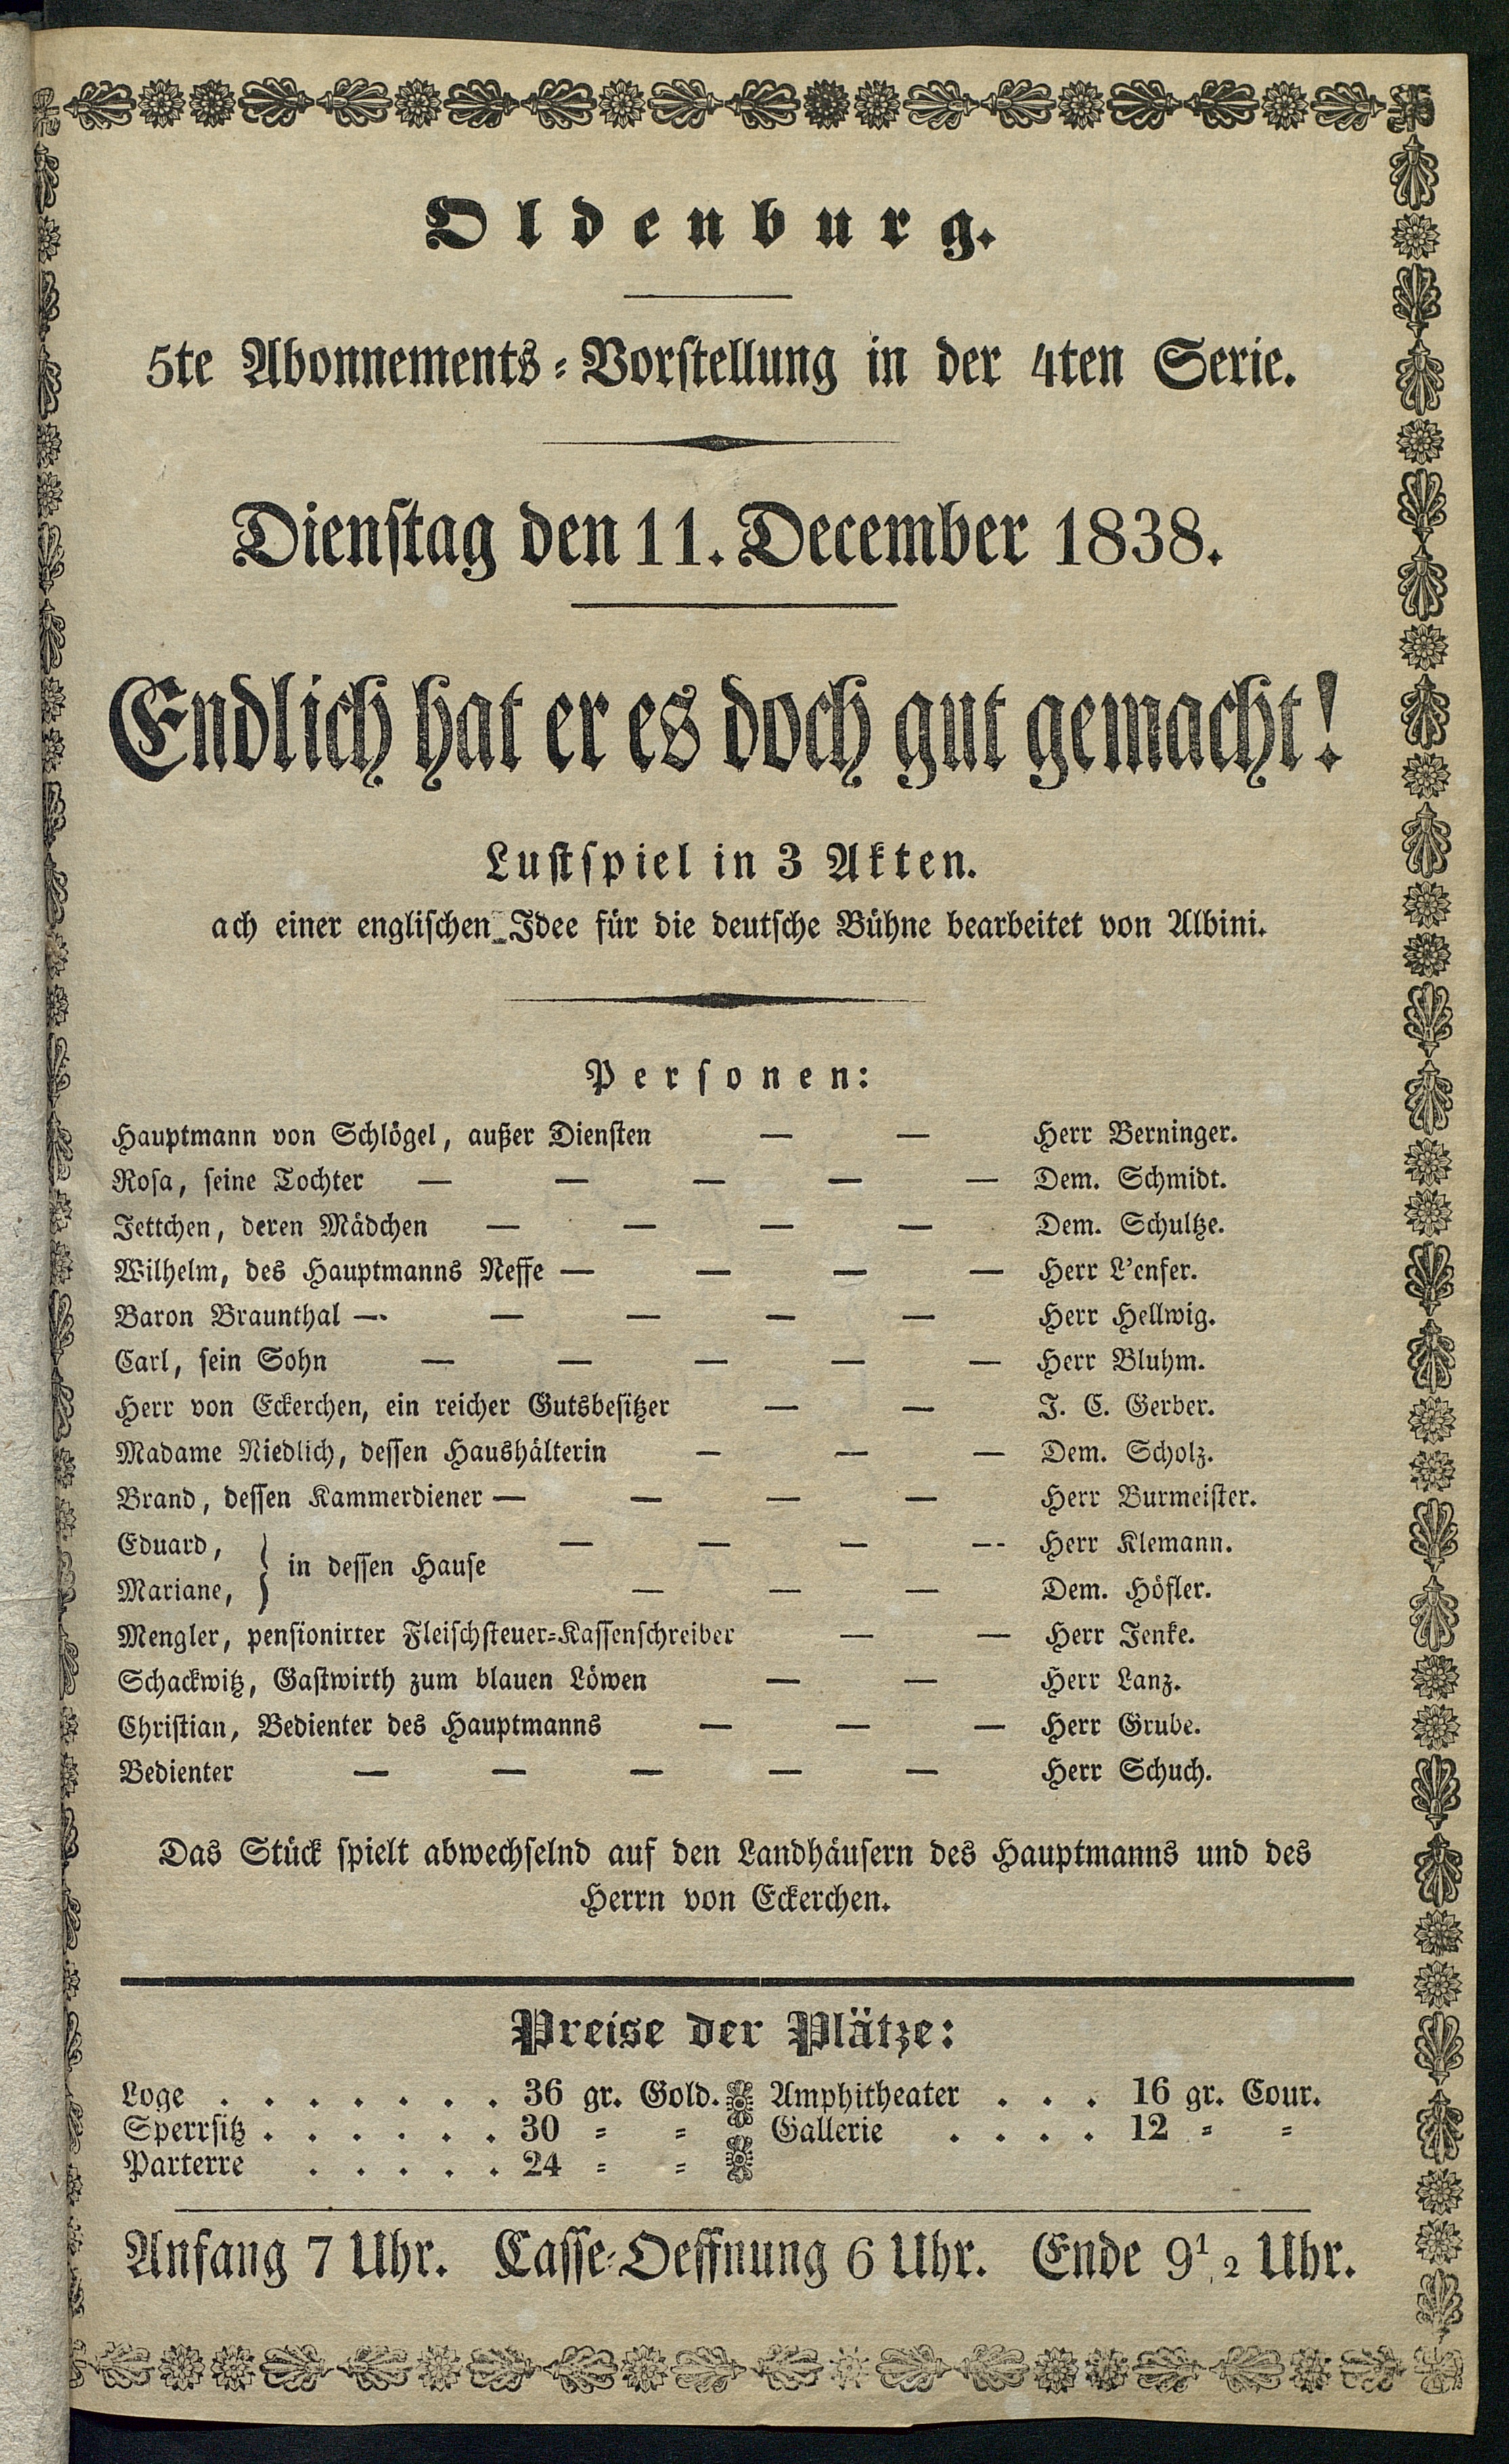 Oldenburg.
5te Abonnements-Vorstellung in der 4ten Serie.
Dienstag den 11. December 1838.
Endlich hat er es doch gut gemacht!
Lustspiel in 3 Akten.
ach einer englischen Idee für die deutsche Bühne bearbeitet von Albini.
Personen:
Hauptmann von Schlögel, außer Diensten — — Herr Berninger.
Rosa, seine Tochter — — — — — Dem. Schmidt.
Jettchen, deren Mädchen — — — — Dem. Schultze.
Wilhelm, des Hauptmanns Neffe — — — — Herr L'enfer.
Baron Braunthal — — — — — Herr Hellwig.
Carl, sein Sohn — — — — — Herr Bluhm.
Herr von Eckerchen, ein reicher Gutsbesitzer — — J. C. Gerber.
Madame Niedlich, dessen Haushälterin — — — Dem. Scholz.
Brand, dessen Kammerdiener — — — — Herr Burmeister.
Eduard, — — — — Herr Klemann.
} in dessen Hause
Mariane, — — — Dem. Höfler.
Mengler, pensionirter Fleischsteuer-Kassenschreiber — — Herr Jenke.
Schackwitz, Gastwirth zum blauen Löwen — — Herr Lanz.
Christian, Bedienter des Hauptmanns — — — Herr Grube.
Bedienter — — — — — Herr Schuch.
Das Stück spielt abwechselnd auf den Landhäusern des Hauptmanns und des
Herrn von Eckerchen.
Preise der Plätze:
Loge . . . . . . . 36 gr. Gold. Amphitheater . . . 16 gr. Cour.
Sperrsitz . . . . . . 30 = = Gallerie . . . . 12 = =
Parterre . . . . . 24 = =
Anfang 7 Uhr. Casse-Oeffnung 6 Uhr. Ende 9 1/2 Uhr.